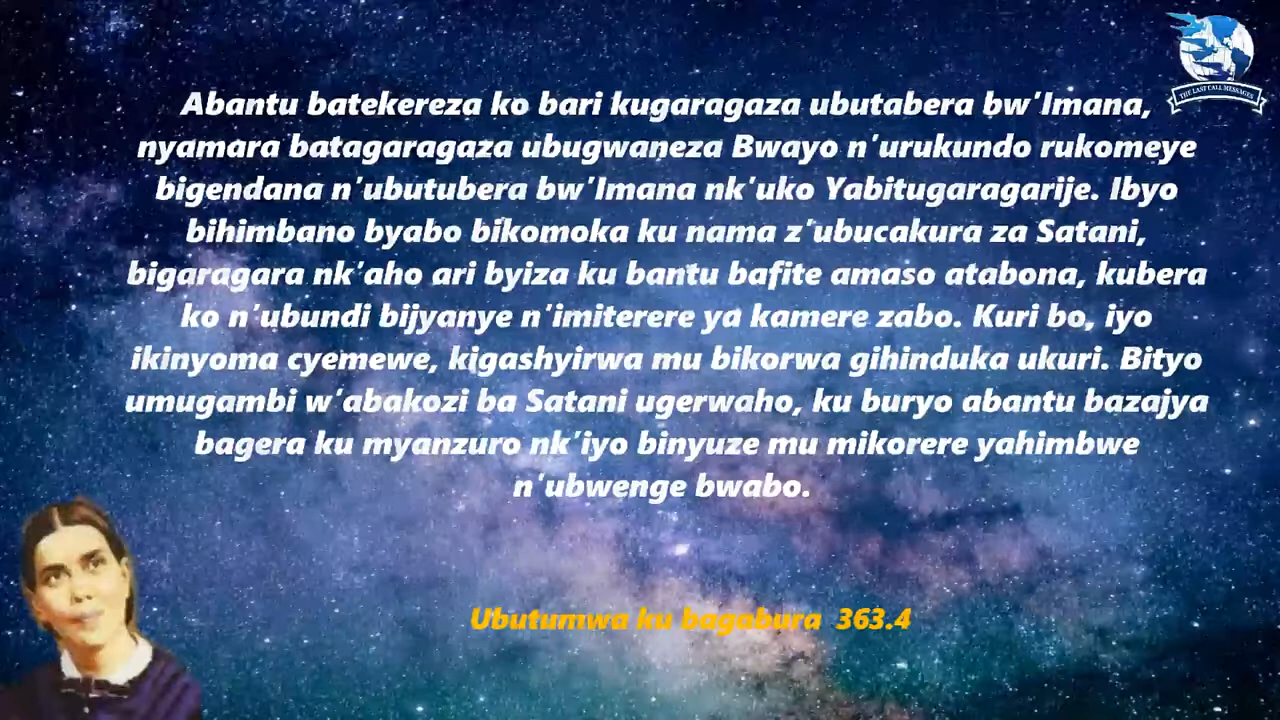 THE LAST CALL MESSAGES
Abantu batekereza ko bari kugaragaza ubutabera bw'Imana,
nyamara batagaragaza ubugwaneza Bwayo n'urukundo rukomeye
bigendana n'ubutubera bw'Imana nk'uko Yabitugaragarije. Ibyo
bihimbano byabo bikomoka ku nama z'ubucakura za Satani,
bigaragara nk'aho ari byiza ku bantu bafite amaso atabona, kubera
ko n'ubundi bijyanye n'imiterere ya kamere zabo. Kuri bo, iyo
ikinyoma cyemewe, kigashyirwa mu bikorwa gihinduka ukuri. Bityo
umugambi w'abakozi ba Satani ugerwaho, ku buryo abantu bazajya
bagera ku myanzuro nk'iyo binyuze mu mikorere yahimbwe
n'ubwenge bwabo.
Ubutumwa ku bagabura 363.4